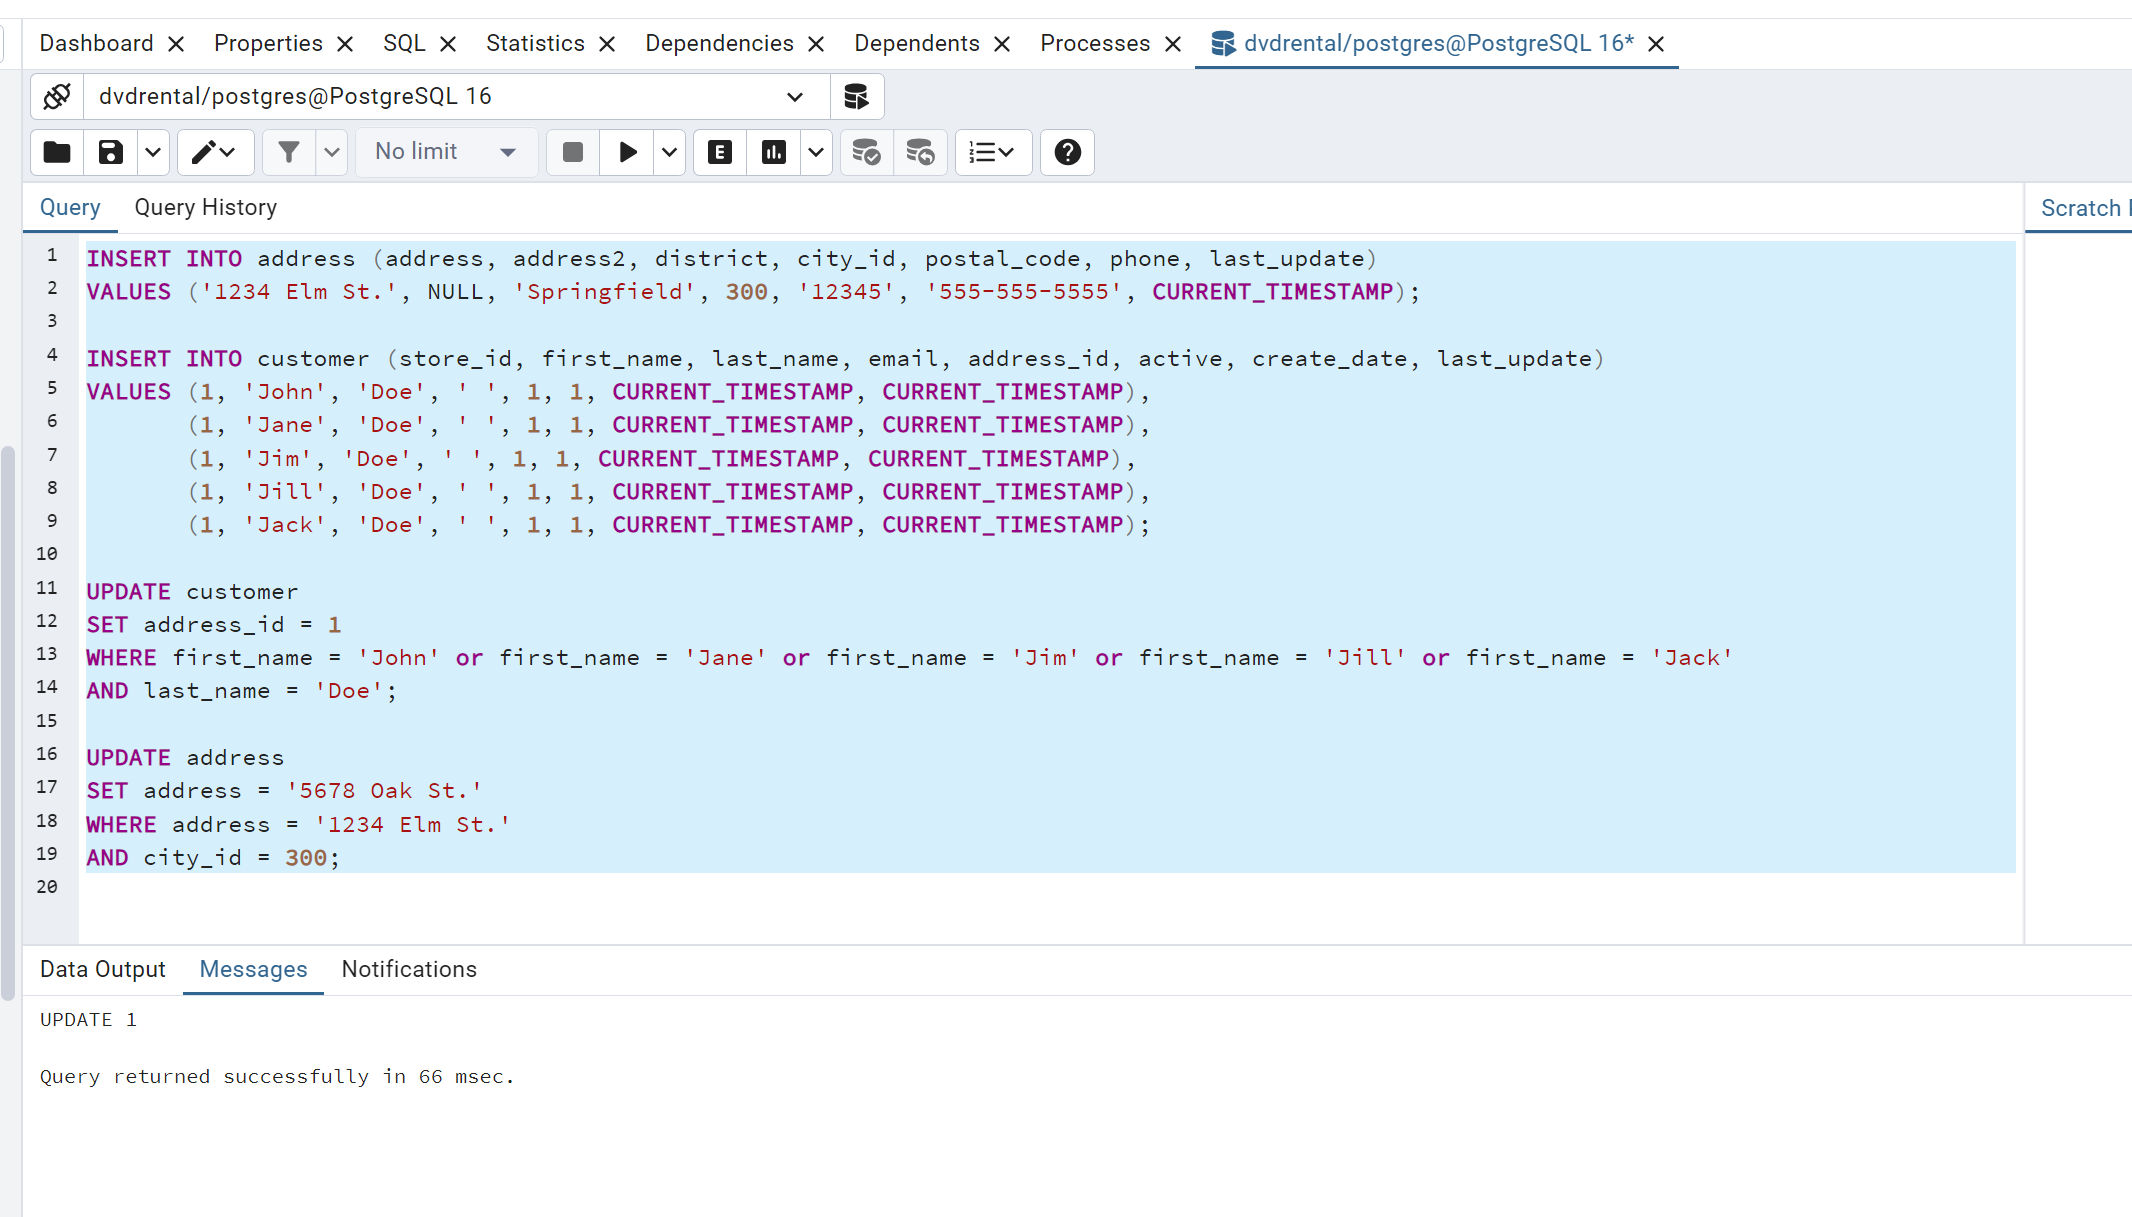 Dashboard Properties SQL Statistics Dependencies Dependents Processes dvdrental/postgres@PostgreSQL 16*
dvdrental/postgres@PostgreSQL 16
No limit E
Query Query History Scratch
1 INSERT INTO address (address, address2, district, city_id, postal_code, phone, last_update)
2 VALUES ('1234 Elm St.', NULL, 'Springfield', 300, '12345', '555-555-5555', CURRENT_TIMESTAMP);
3
4 INSERT INTO customer (store_id, first_name, last_name, email, address_id, active, create_date, last_update)
5 VALUES (1, 'John', 'Doe', ' ', 1, 1, CURRENT_TIMESTAMP, CURRENT_TIMESTAMP),
6 (1, 'Jane', 'Doe', ' ', 1, 1, CURRENT_TIMESTAMP, CURRENT_TIMESTAMP),
7 (1, 'Jim', 'Doe', ' ', 1, 1, CURRENT_TIMESTAMP, CURRENT_TIMESTAMP),
8 (1, 'Jill', 'Doe', ' ', 1, 1, CURRENT_TIMESTAMP, CURRENT_TIMESTAMP),
9 (1, 'Jack', 'Doe', ' ', 1, 1, CURRENT_TIMESTAMP, CURRENT_TIMESTAMP);
10
11 UPDATE customer
12 SET address_id = 1
13 WHERE first_name = 'John' or first_name = 'Jane' or first_name = 'Jim' or first_name = 'Jill' or first_name = 'Jack'
14 AND last_name = 'Doe';
15
16 UPDATE address
17 SET address = '5678 Oak St.'
18 WHERE address = '1234 Elm St.'
19 AND city_id = 300;
20
Data Output Messages Notifications
UPDATE 1
Query returned successfully in 66 msec.